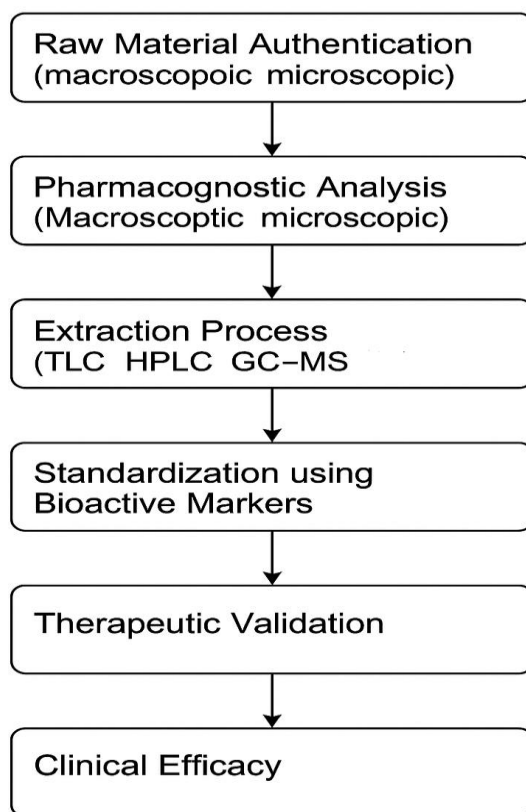 Raw Material Authentication
(macroscopoic microscopic)
Pharmacognostic Analysis
(Macroscoptic microscopic)
Extraction Process
(TLC HPLC GC–MS
Standardization using
Bioactive Markers
Therapeutic Validation
Clinical Efficacy